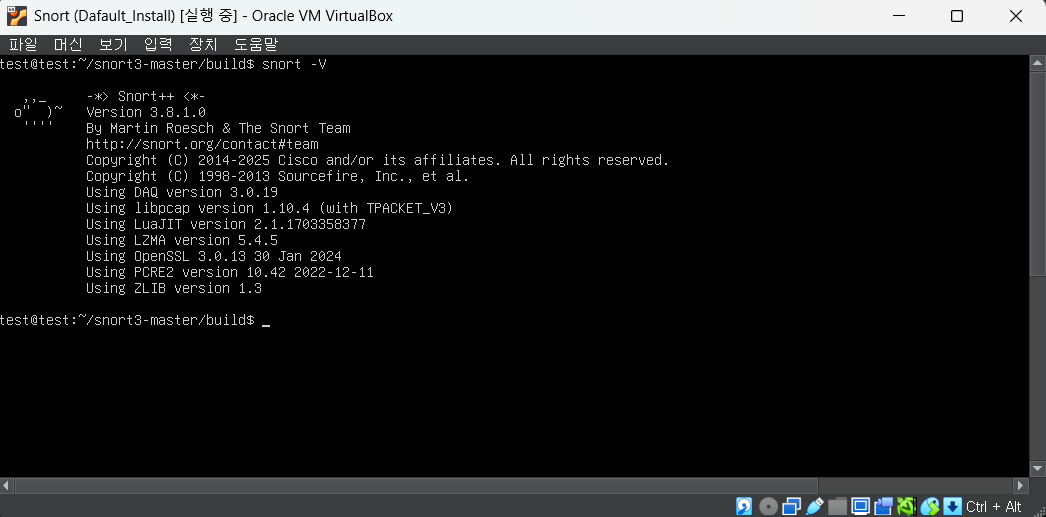 Snort (Dafault_Install) [실행 중] - Oracle VM VirtualBox
파일 머신 보기 입력 장치 도움말
test@test:~/snort3-master/build$ snort -V
   ,,_     -*> Snort++ <*-
  o"  )~   Version 3.8.1.0
   ''''    By Martin Roesch & The Snort Team
           http://snort.org/contact#team
           Copyright (C) 2014-2025 Cisco and/or its affiliates. All rights reserved.
           Copyright (C) 1998-2013 Sourcefire, Inc., et al.
           Using DAQ version 3.0.19
           Using libpcap version 1.10.4 (with TPACKET_V3)
           Using LuaJIT version 2.1.1703358377
           Using LZMA version 5.4.5
           Using OpenSSL 3.0.13 30 Jan 2024
           Using PCRE2 version 10.42 2022-12-11
           Using ZLIB version 1.3
test@test:~/snort3-master/build$ _
Ctrl + Alt